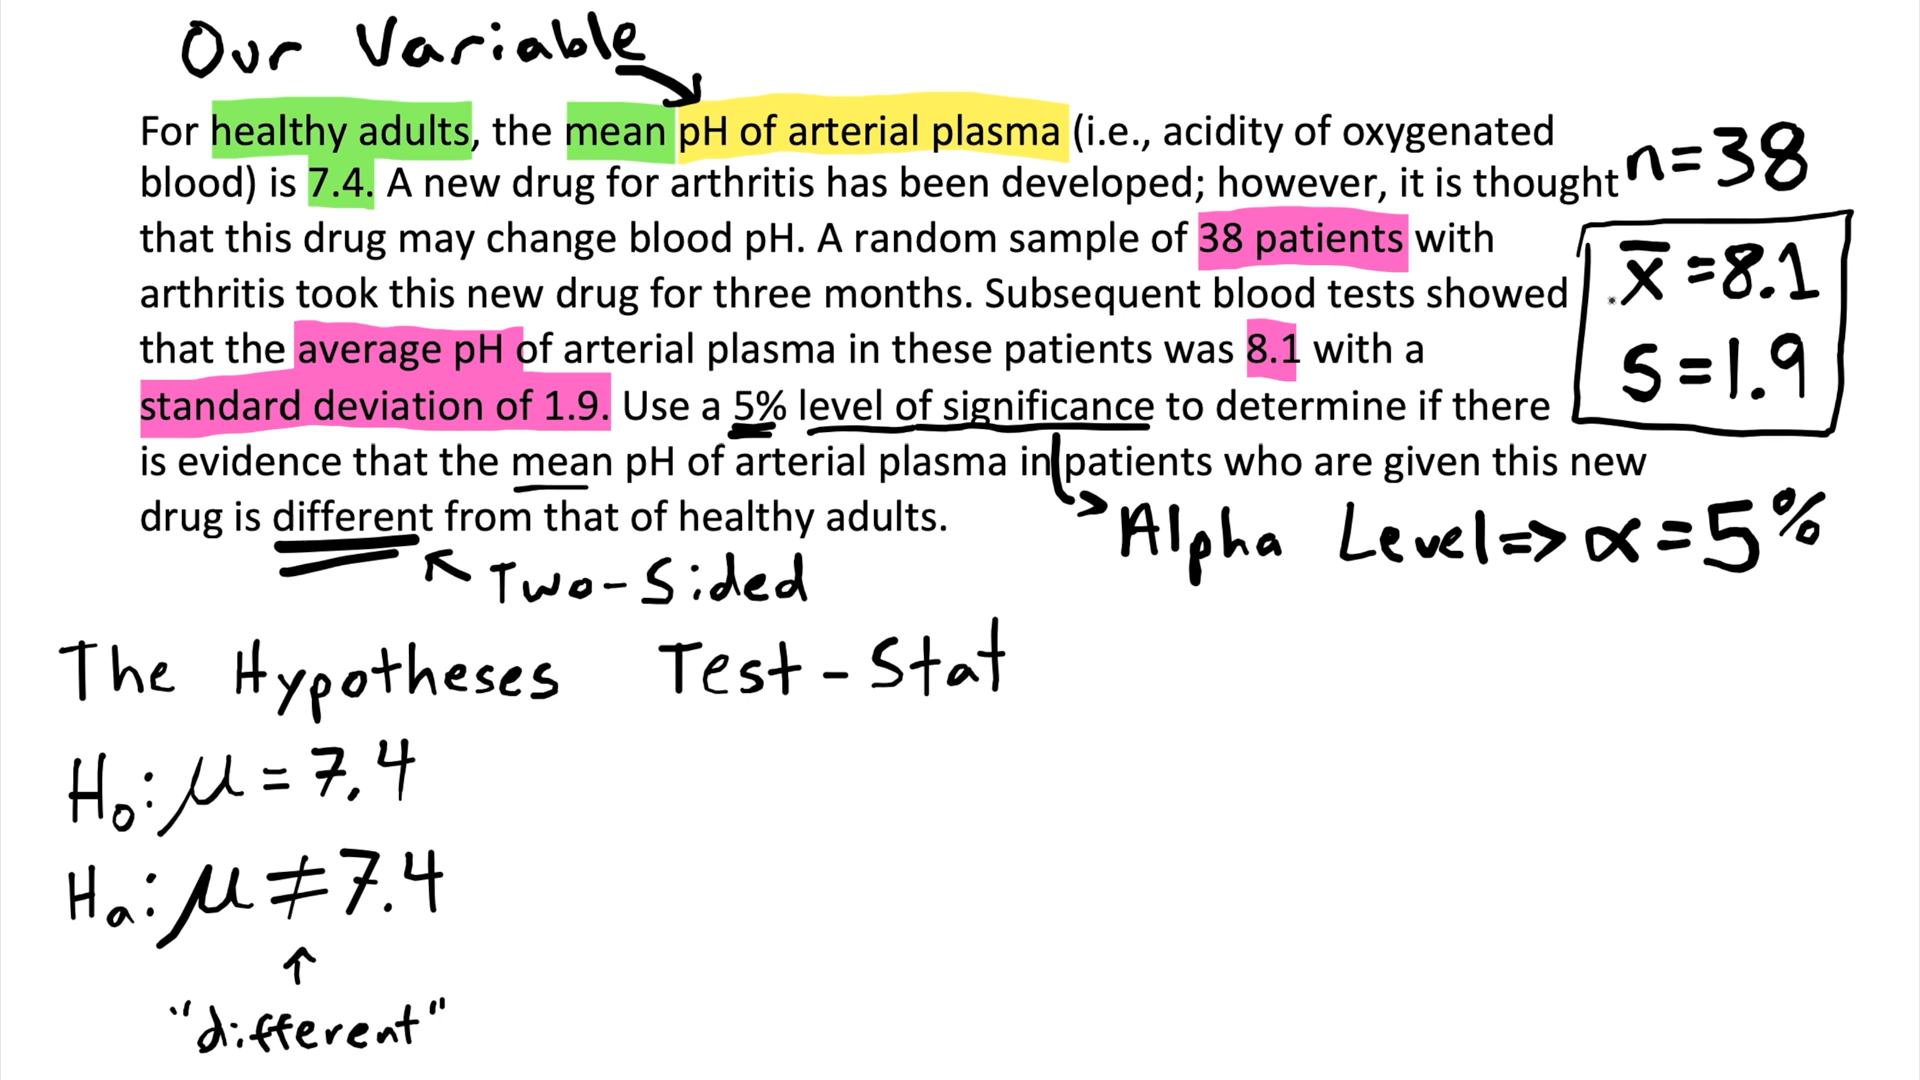 Our Variable
For healthy adults, the mean pH of arterial plasma (i.e., acidity of oxygenated
blood) is 7.4. A new drug for arthritis has been developed; however, it is thought
that this drug may change blood pH. A random sample of 38 patients with
arthritis took this new drug for three months. Subsequent blood tests showed
that the average pH of arterial plasma in these patients was 8.1 with a
standard deviation of 1.9. Use a 5% level of significance to determine if there
is evidence that the mean pH of arterial plasma in patients who are given this new
drug is different from that of healthy adults.
n=38
x̅=8.1
S=1.9
Alpha Level => α=5%
Two-Sided
The Hypotheses
H₀: μ = 7.4
Hₐ: μ ≠ 7.4
↑
"different"
Test-Stat